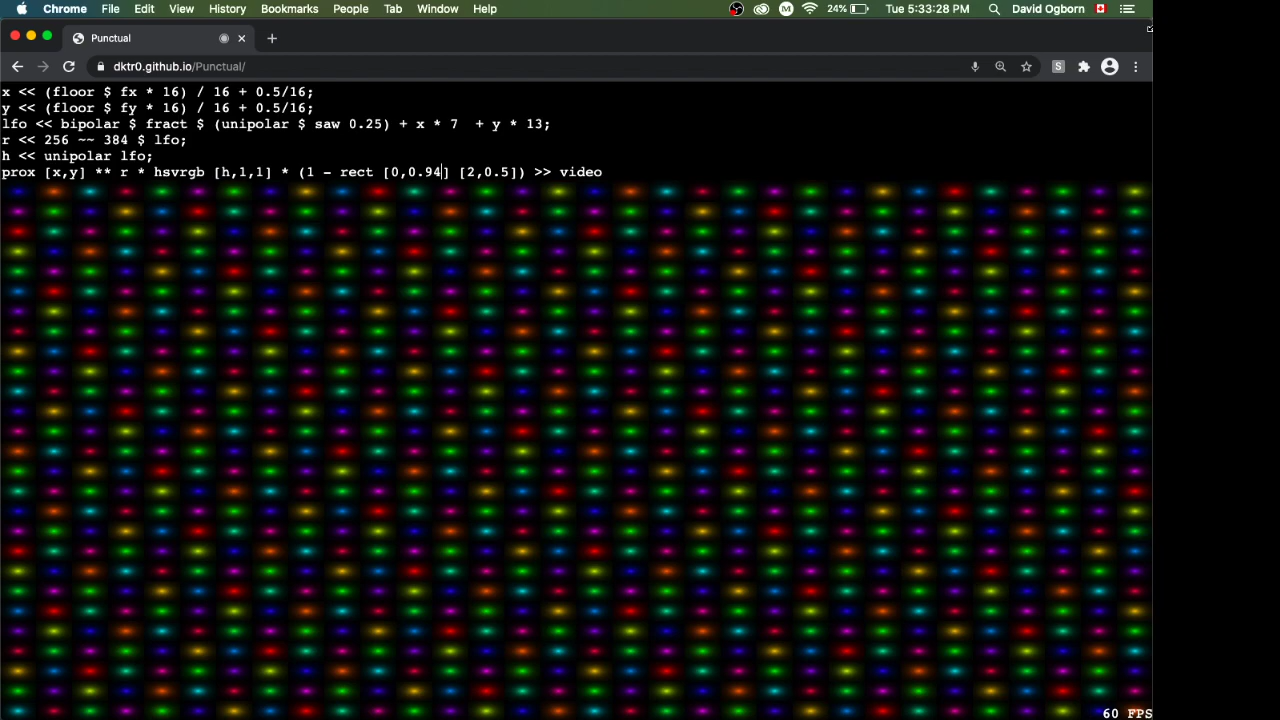 Chrome File Edit View History Bookmarks People Tab Window Help 24% Tue 5:33:28 PM David Ogborn
Punctual
dktr0.github.io/Punctual/
x << (floor $ fx * 16) / 16 + 0.5/16;
y << (floor $ fy * 16) / 16 + 0.5/16;
lfo << bipolar $ fract $ (unipolar $ saw 0.25) + x * 7  + y * 13;
r << 256 ~~ 384 $ lfo;
h << unipolar lfo;
prox [x,y] ** r * hsvrgb [h,1,1] * (1 - rect [0,0.94] [2,0.5]) >> video
60 FPS